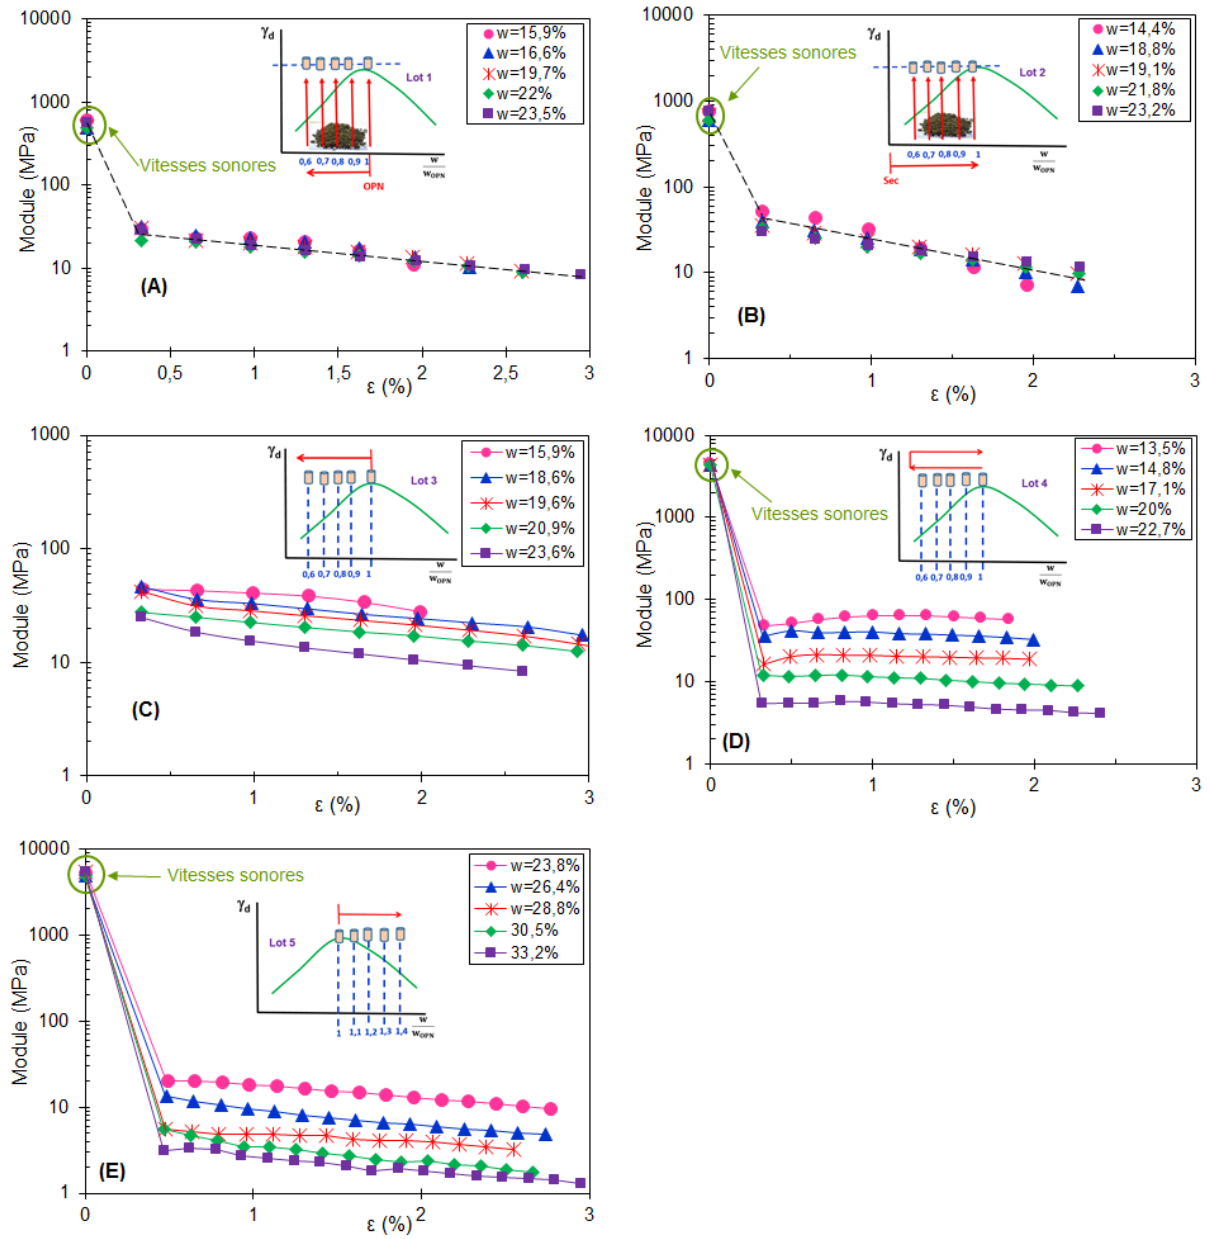 10000
1000
100
10
1
Module (MPa)
0
0,5
1
1,5
2
2,5
3
ε (%)
Vitesses sonores
(A)
w=15,9%
w=16,6%
w=19,7%
w=22%
w=23,5%
γd
Lot 1
0,6 0,7 0,8 0,9 1
w
wOPN
OPN
10000
1000
100
10
1
Module (MPa)
0
1
2
3
ε (%)
Vitesses sonores
(B)
w=14,4%
w=18,8%
w=19,1%
w=21,8%
w=23,2%
γd
Lot 2
0,6 0,7 0,8 0,9 1
w
wOPN
Sec
1000
100
10
1
Module (MPa)
0
1
2
3
ε (%)
(C)
w=15,9%
w=18,6%
w=19,6%
w=20,9%
w=23,6%
γd
Lot 3
0,6 0,7 0,8 0,9 1
w
wOPN
10000
1000
100
10
1
Module (MPa)
0
1
2
3
ε (%)
Vitesses sonores
(D)
w=13,5%
w=14,8%
w=17,1%
w=20%
w=22,7%
γd
Lot 4
0,6 0,7 0,8 0,9 1
w
wOPN
10000
1000
100
10
1
Module (MPa)
0
1
2
3
ε (%)
Vitesses sonores
(E)
w=23,8%
w=26,4%
w=28,8%
30,5%
33,2%
γd
Lot 5
1 1,1 1,2 1,3 1,4
w
wOPN